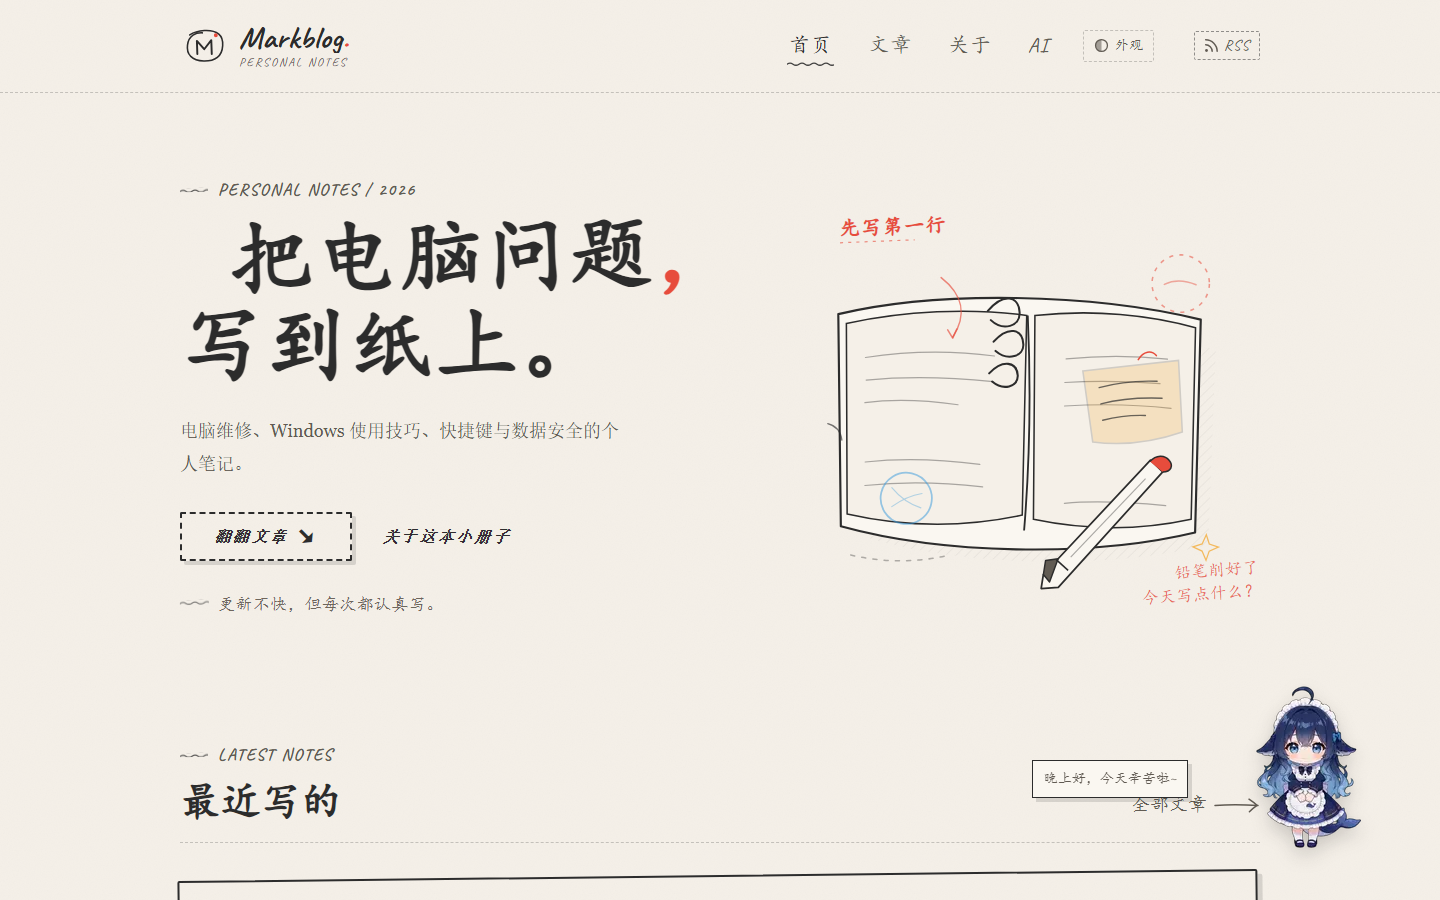 Markblog.
PERSONAL NOTES
首页
文章
关于
AI
外观
RSS
PERSONAL NOTES / 2026
把电脑问题，
写到纸上。
电脑维修、Windows 使用技巧、快捷键与数据安全的个
人笔记。
翻翻文章 ↘
关于这本小册子
更新不快，但每次都认真写。
先写第一行
铅笔削好了
今天写点什么？
LATEST NOTES
最近写的
晚上好，今天辛苦啦~
全部文章